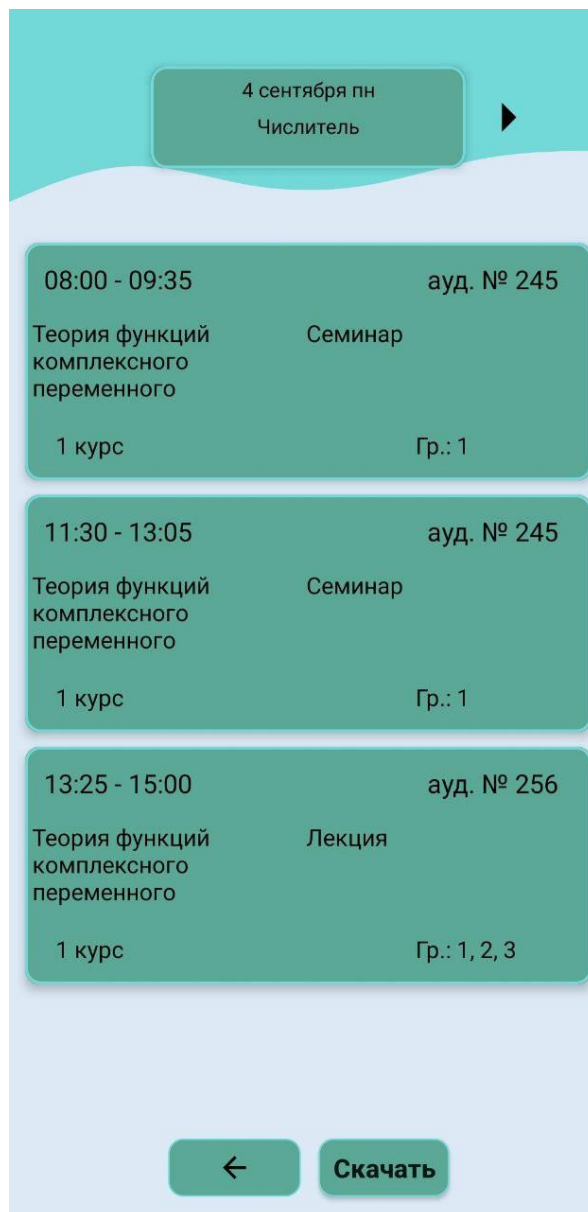 4 сентября пн
Числитель
08:00 - 09:35 ауд. № 245
Теория функций Семинар
комплексного
переменного
1 курс Гр.: 1
11:30 - 13:05 ауд. № 245
Теория функций Семинар
комплексного
переменного
1 курс Гр.: 1
13:25 - 15:00 ауд. № 256
Теория функций Лекция
комплексного
переменного
1 курс Гр.: 1, 2, 3
Скачать